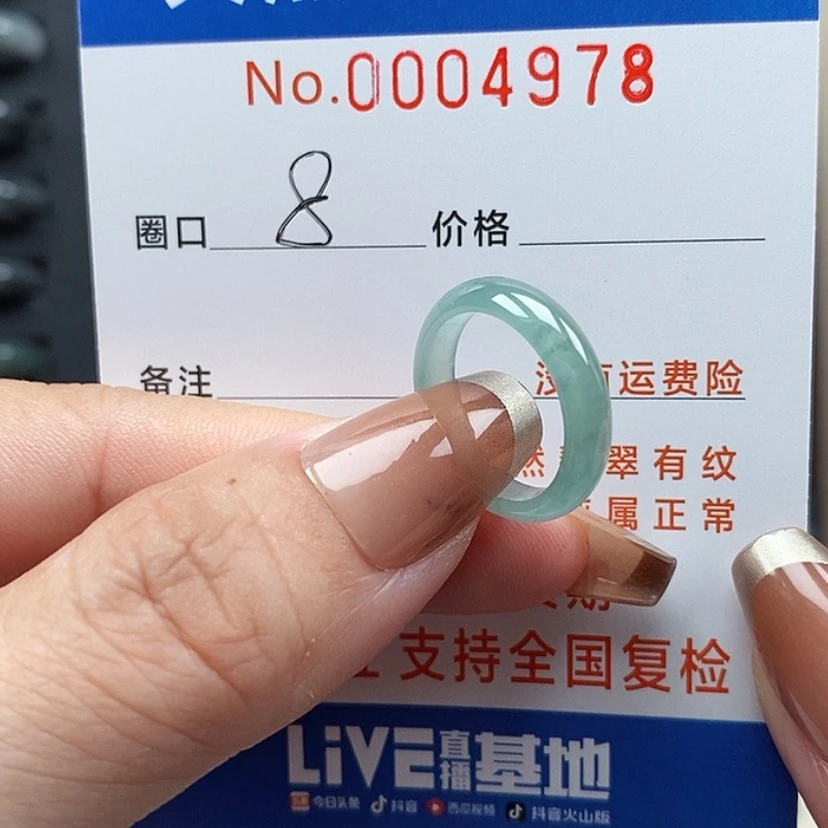 No.0004978
圈口 8 价格
备注 运费险
翠有纹
属正常
支持全国复检
LiVE直播基地
今日头条 抖音 西瓜视频 抖音火山版